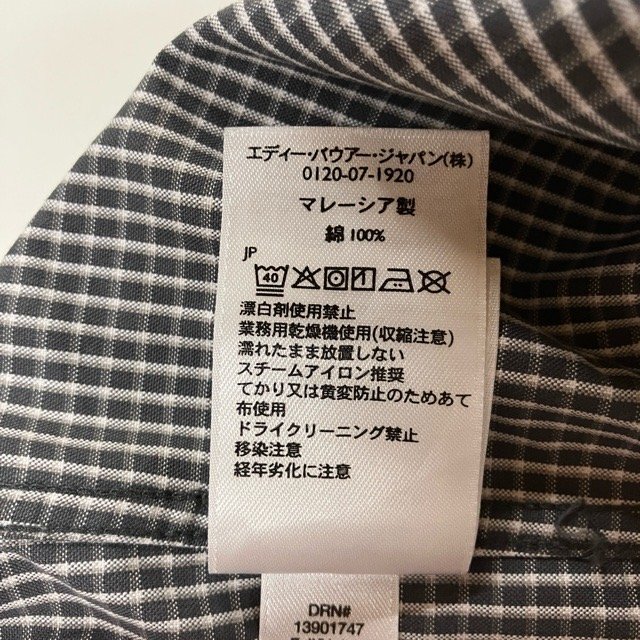 エディー・バウアー・ジャパン(株)
0120-07-1920
マレーシア製
綿 100%
JP
40
漂白剤使用禁止
業務用乾燥機使用(収縮注意)
濡れたまま放置しない
スチームアイロン推奨
てかり又は黄変防止のためあて
布使用
ドライクリーニング禁止
移染注意
経年劣化に注意
DRN#
13901747